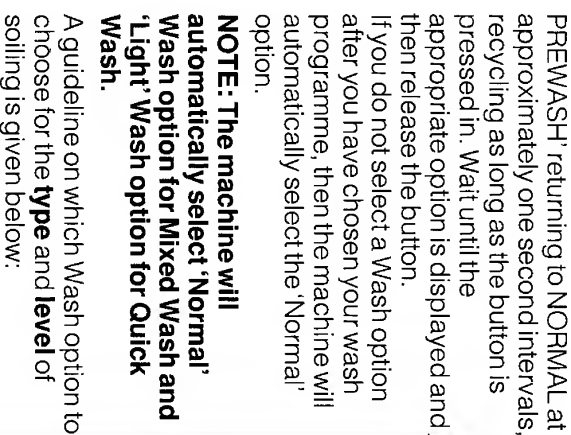 PREWASH' returning to NORMAL at
approximately one second intervals,
recycling as long as the button is
pressed in. Wait until the
appropriate option is displayed and
then release the button.
If you do not select a Wash option
after you have chosen your wash
programme, then the machine will
automatically select the 'Normal'
option.
NOTE: The machine will
automatically select 'Normal'
Wash option for Mixed Wash and
'Light' Wash option for Quick
Wash.
A guideline on which Wash option to
choose for the type and level of
soiling is given below: